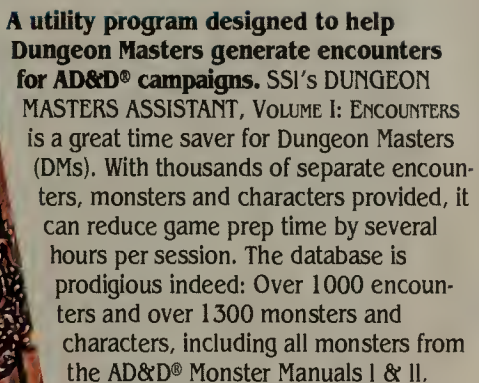 A utility program designed to help
Dungeon Masters generate encounters
for AD&D® campaigns. SSI's DUNGEON
MASTERS ASSISTANT, VOLUME I: ENCOUNTERS
is a great time saver for Dungeon Masters
(DMs). With thousands of separate encoun-
ters, monsters and characters provided, it
can reduce game prep time by several
hours per session. The database is
prodigious indeed: Over 1000 encoun-
ters and over 1300 monsters and
characters, including all monsters from
the AD&D® Monster Manuals I & II.